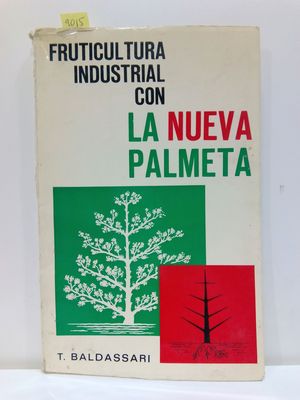 9015
FRUTICULTURA
INDUSTRIAL
CON
LA NUEVA
PALMETA
T. BALDASSARI